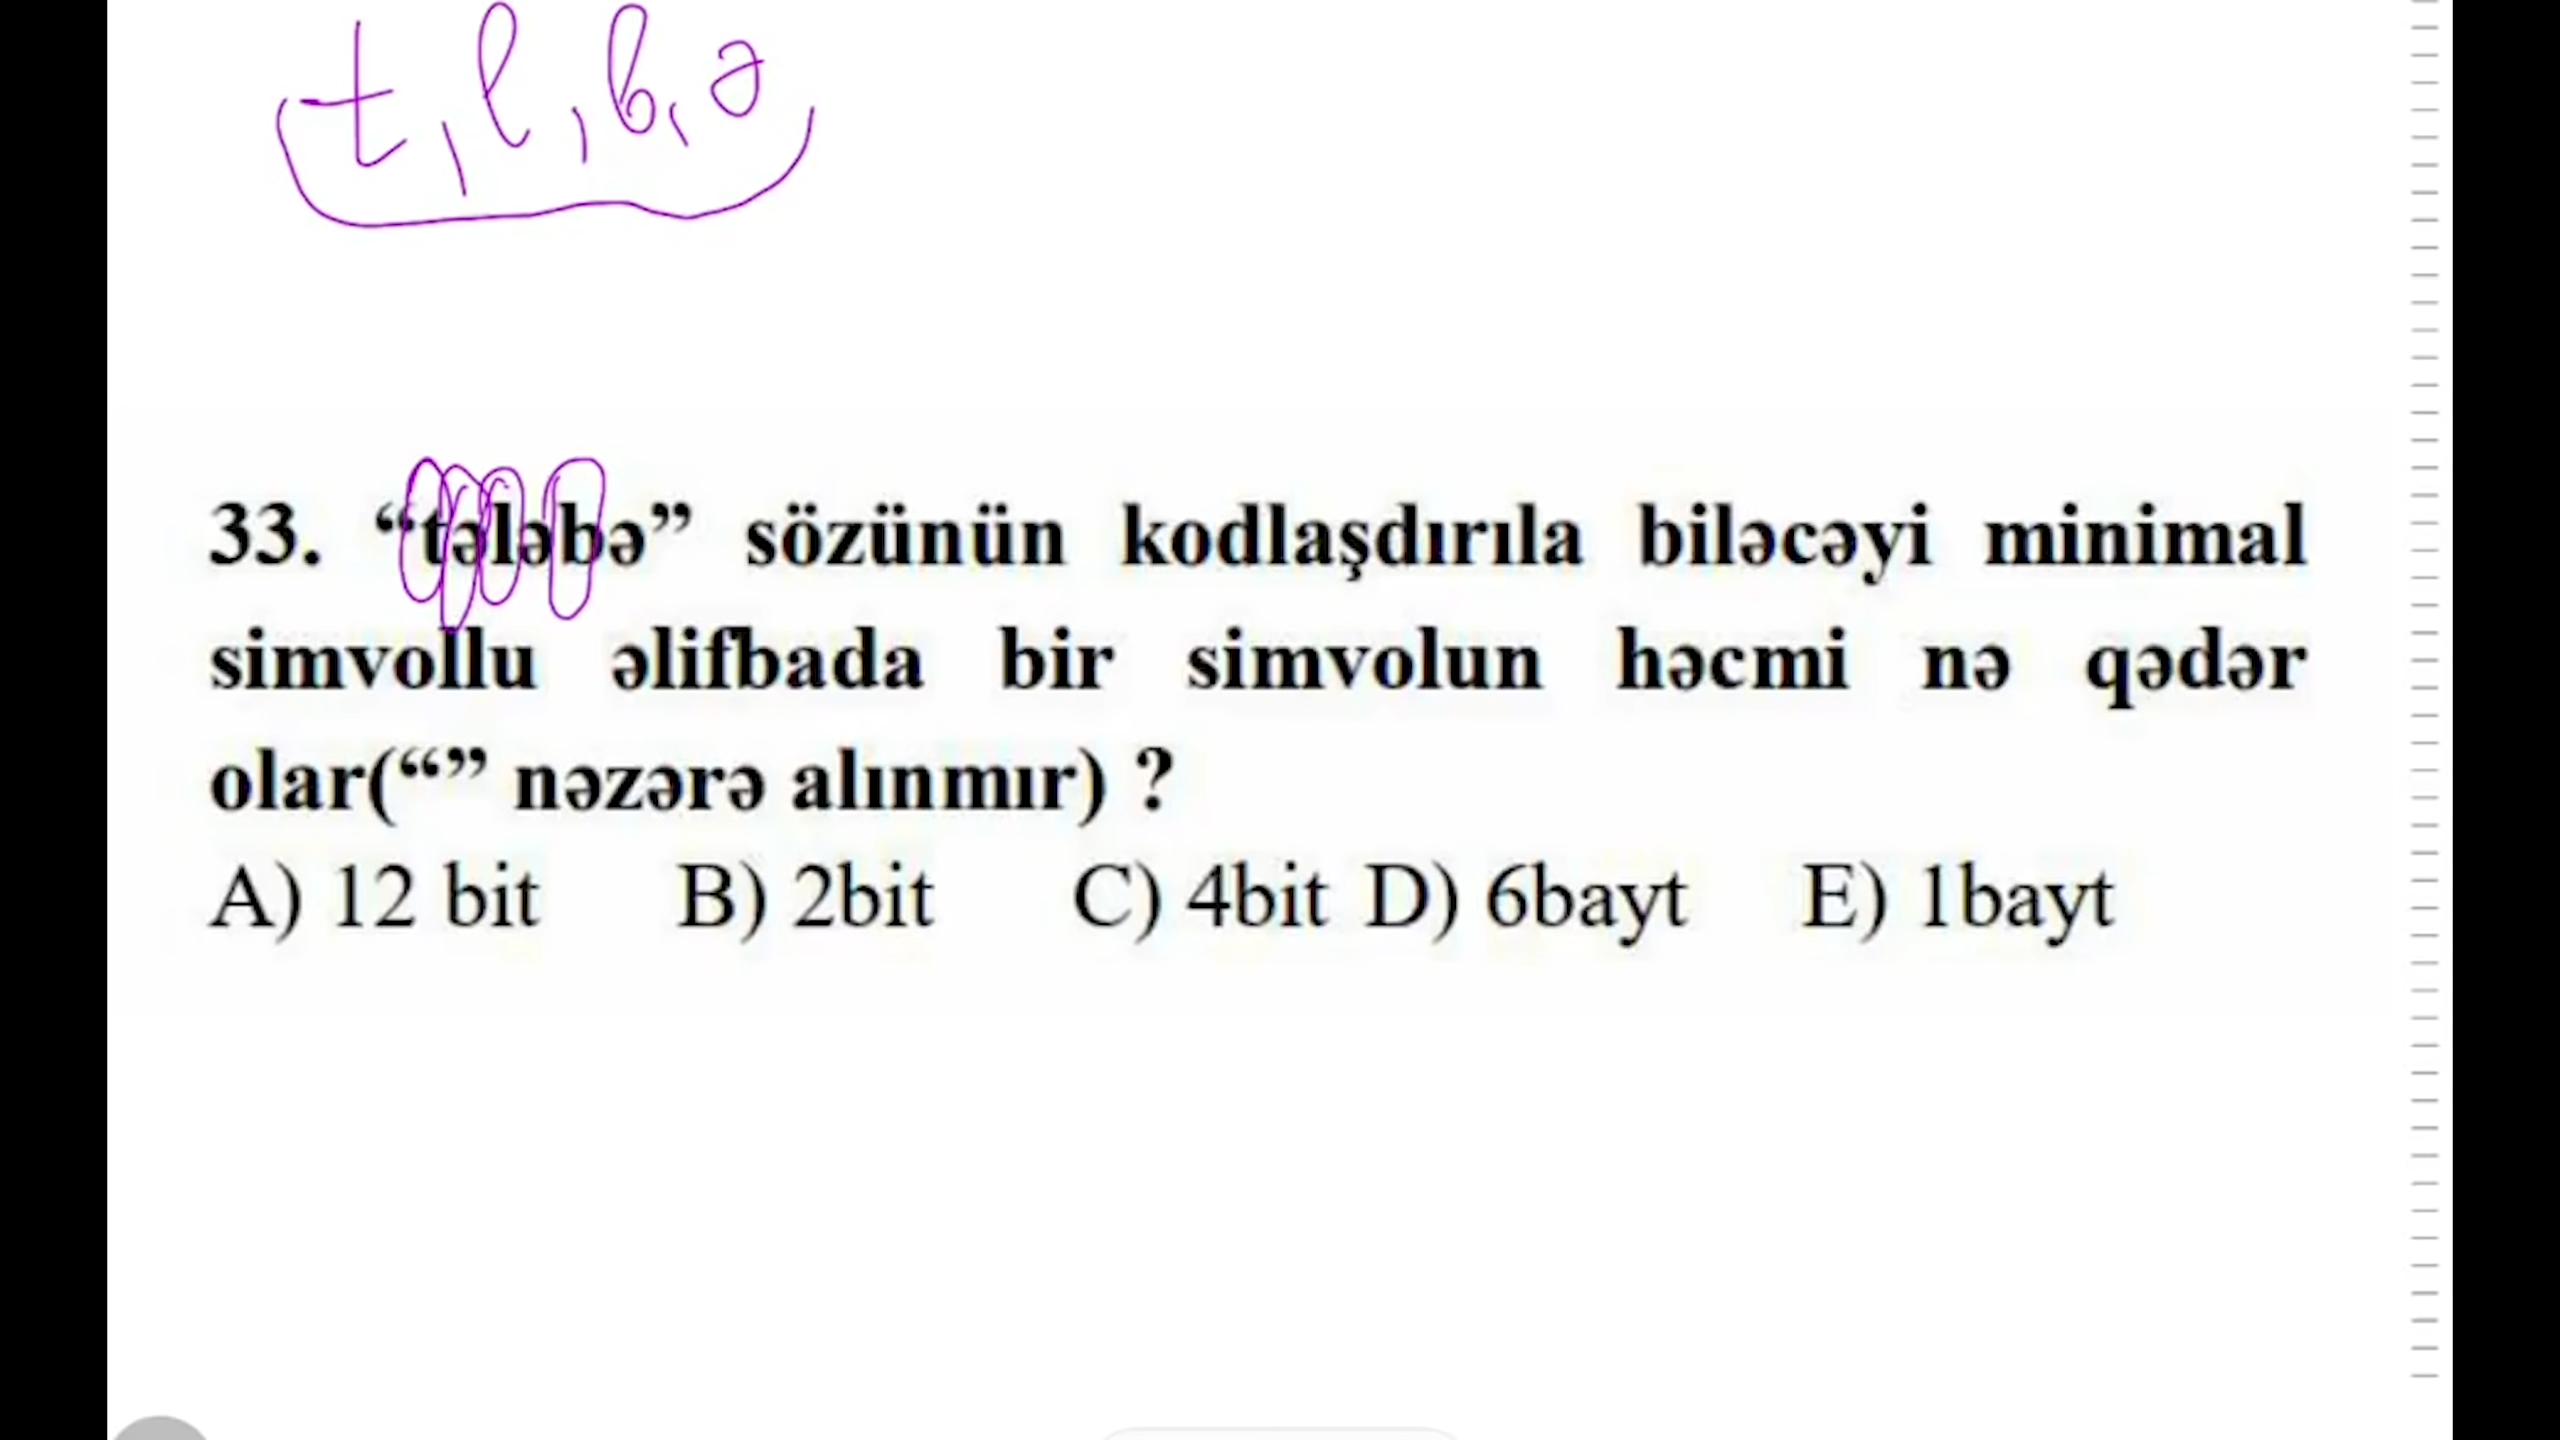 t, l, b, ə
33. “tələbə” sözünün kodlaşdırıla biləcəyi minimal
simvollu əlifbada bir simvolun həcmi nə qədər
olar(“” nəzərə alınmır) ?
A) 12 bit B) 2bit C) 4bit D) 6bayt E) 1bayt